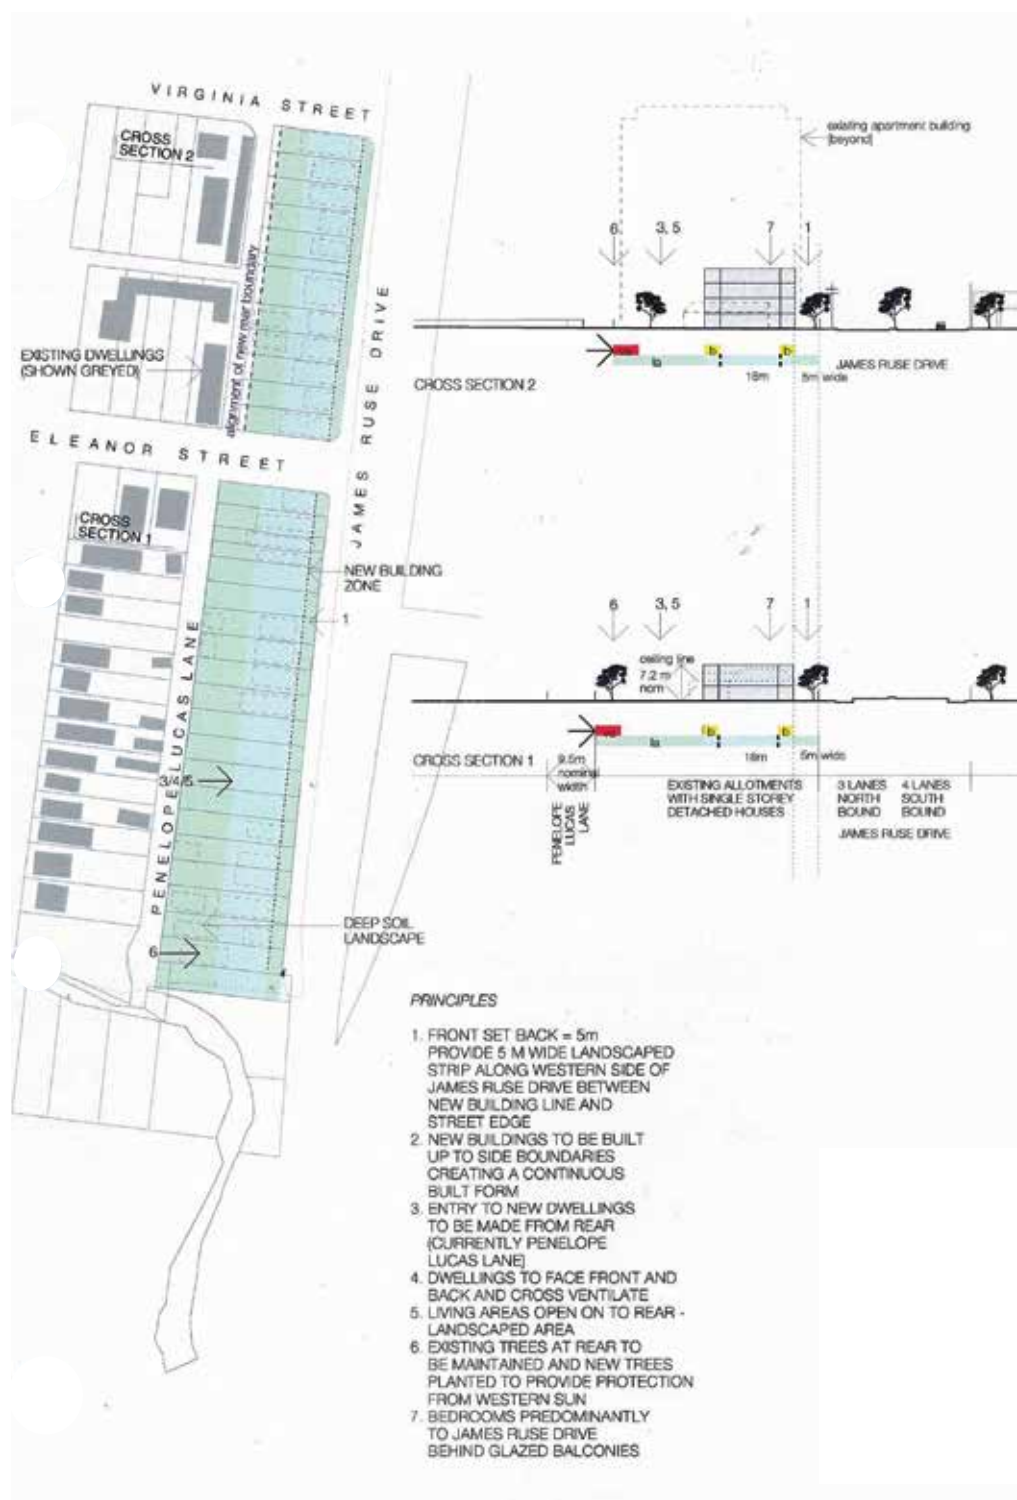 VIRGINIA STREET
CROSS
SECTION 2
alignment of new rear boundary
JAMES RUSE DRIVE
EXISTING DWELLINGS
(SHOWN GREYED)
ELEANOR STREET
CROSS
SECTION 1
NEW BUILDING
ZONE
1
PENELOPE LUCAS LANE
3/4/5
DEEP SOIL
LANDSCAPE
6
existing apartment building
[beyond]
6 3, 5 7 1
b b
la
18m 5m wide
JAMES RUSE DRIVE
CROSS SECTION 2
6 3, 5 7 1
ceiling line
7.2 m
nom
b b
la
18m 5m wide
CROSS SECTION 1
9.5m
nominal
width
PENELOPE
LUCAS
LANE
EXISTING ALLOTMENTS
WITH SINGLE STOREY
DETACHED HOUSES
3 LANES
NORTH
BOUND
4 LANES
SOUTH
BOUND
JAMES RUSE DRIVE
PRINCIPLES
1. FRONT SET BACK = 5m
PROVIDE 5 M WIDE LANDSCAPED
STRIP ALONG WESTERN SIDE OF
JAMES RUSE DRIVE BETWEEN
NEW BUILDING LINE AND
STREET EDGE
2. NEW BUILDINGS TO BE BUILT
UP TO SIDE BOUNDARIES
CREATING A CONTINUOUS
BUILT FORM
3. ENTRY TO NEW DWELLINGS
TO BE MADE FROM REAR
(CURRENTLY PENELOPE
LUCAS LANE)
4. DWELLINGS TO FACE FRONT AND
BACK AND CROSS VENTILATE
5. LIVING AREAS OPEN ON TO REAR -
LANDSCAPED AREA
6. EXISTING TREES AT REAR TO
BE MAINTAINED AND NEW TREES
PLANTED TO PROVIDE PROTECTION
FROM WESTERN SUN
7. BEDROOMS PREDOMINANTLY
TO JAMES RUSE DRIVE
BEHIND GLAZED BALCONIES